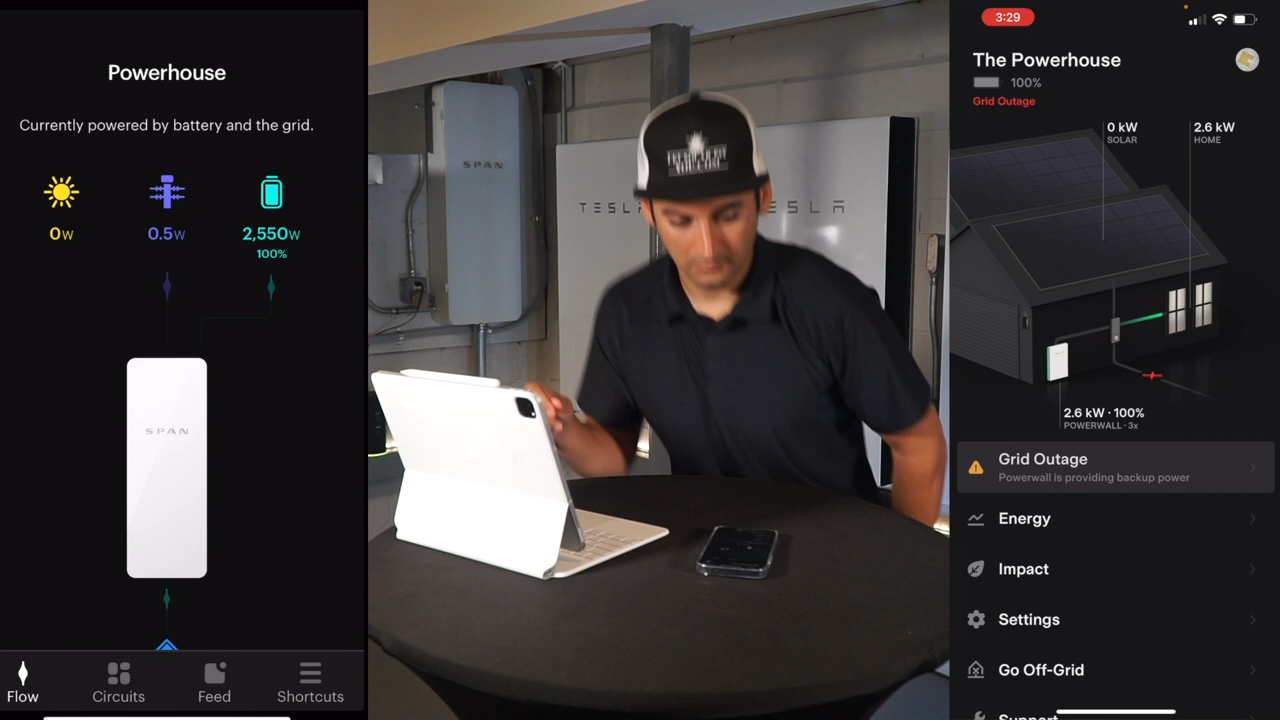 Powerhouse
Currently powered by battery and the grid.
0W
0.5W
2,550W
100%
SPAN
Flow
Circuits
Feed
Shortcuts
SPAN
TESLA
ESLA
3:29
The Powerhouse
100%
Grid Outage
0 kW
SOLAR
2.6 kW
HOME
2.6 kW · 100%
POWERWALL · 3x
Grid Outage
Powerwall is providing backup power
Energy
Impact
Settings
Go Off-Grid
Support